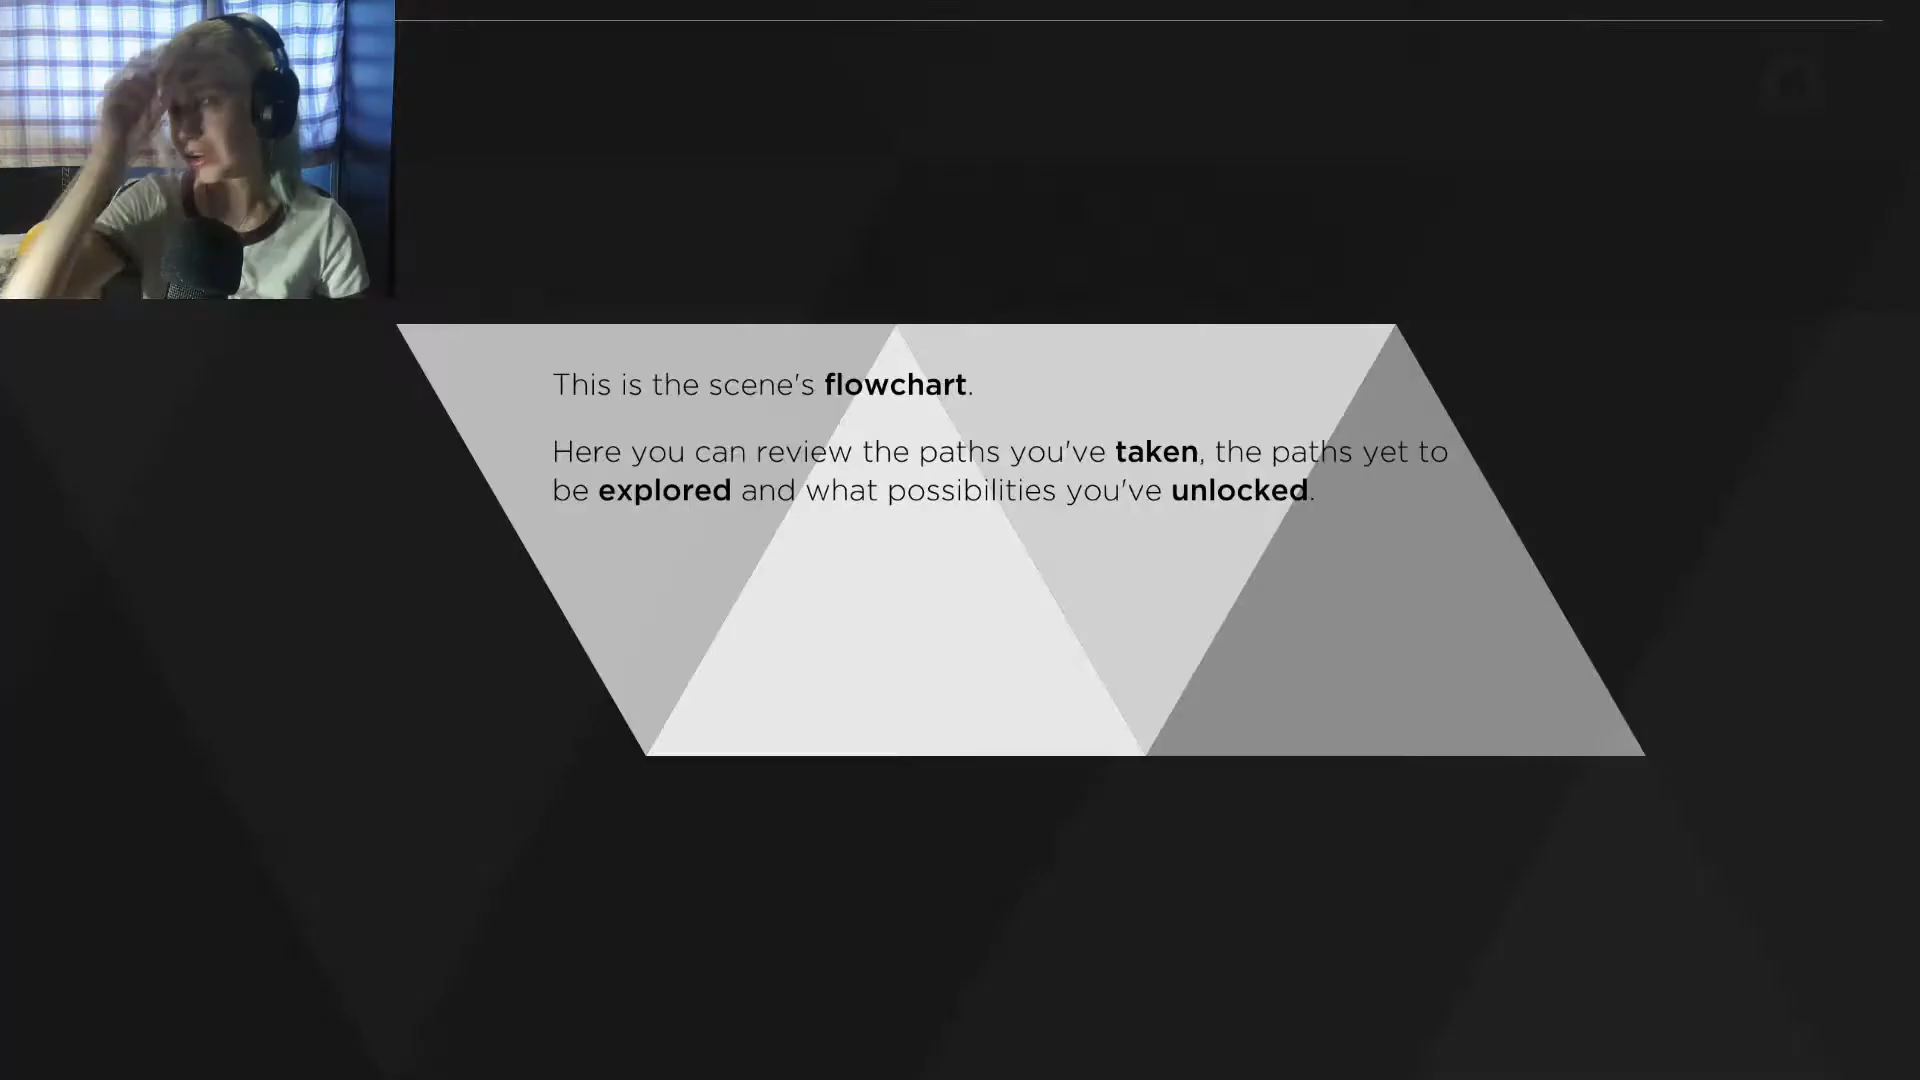 This is the scene's flowchart.
Here you can review the paths you've taken, the paths yet to
be explored and what possibilities you've unlocked.